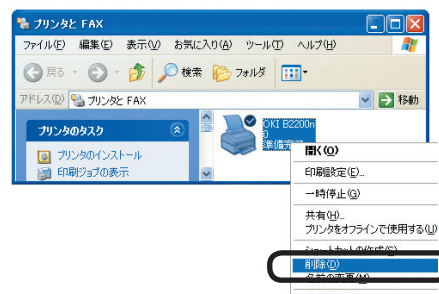 プリンタと FAX
ファイル(F) 編集(E) 表示(V) お気に入り(A) ツール(T) ヘルプ(H)
戻る 検索 フォルダ
アドレス(D) プリンタと FAX 移動
プリンタのタスク
プリンタのインストール
印刷ジョブの表示
OKI B2200n
0
準備完了
開く(O)
印刷設定(E)...
一時停止(G)
共有(H)...
プリンタをオフラインで使用する(U)
ショートカットの作成(S)
削除(D)
名前の変更(M)